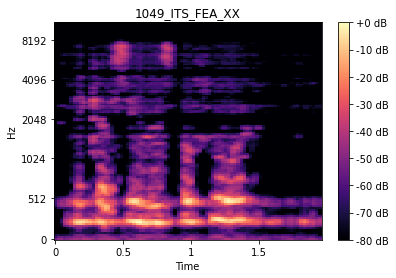 1049_ITS_FEA_XX
+0 dB
8192
-10 dB
4096
-20 dB
-30 dB
2048
Hz
-40 dB
1024
-50 dB
512
-60 dB
-70 dB
0
-80 dB
0
0.5
1
1.5
Time